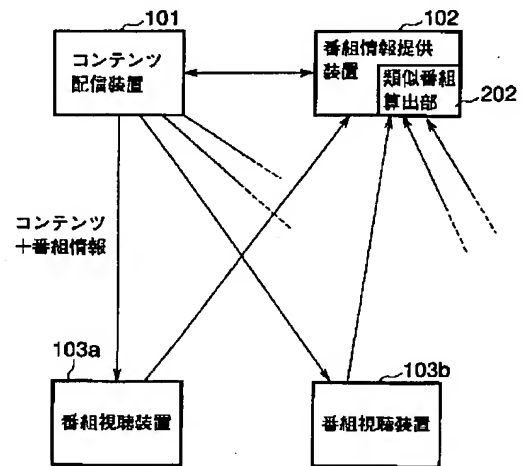 101
102
コンテンツ
配信装置
番組情報提供
装置
類似番組
算出部
202
コンテンツ
+番組情報
103a
103b
番組視聴装置
番組視聴装置